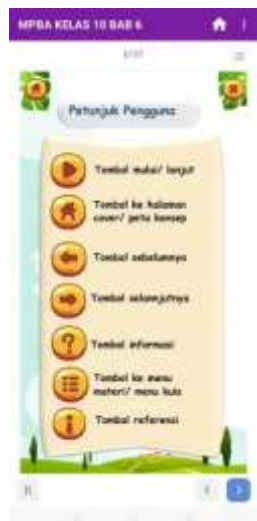 MPBA KELAS 10 BAB 6
Petunjuk Pengguna
Tombol mulai/ lanjut
Tombol ke halaman
cover/ peta konsep
Tombol sebelumnya
Tombol selannjutnya
Tombol informasi
Tombol ke menu
materi/ menu kuis
Tombol referensi